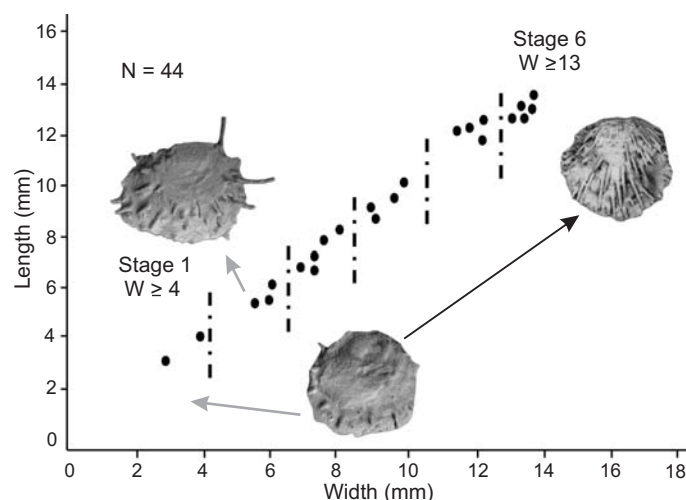 16
14
12
10
8
6
4
2
0
Length (mm)
N = 44
Stage 6
W ≥13
Stage 1
W ≥ 4
0 2 4 6 8 10 12 14 16 18
Width (mm)